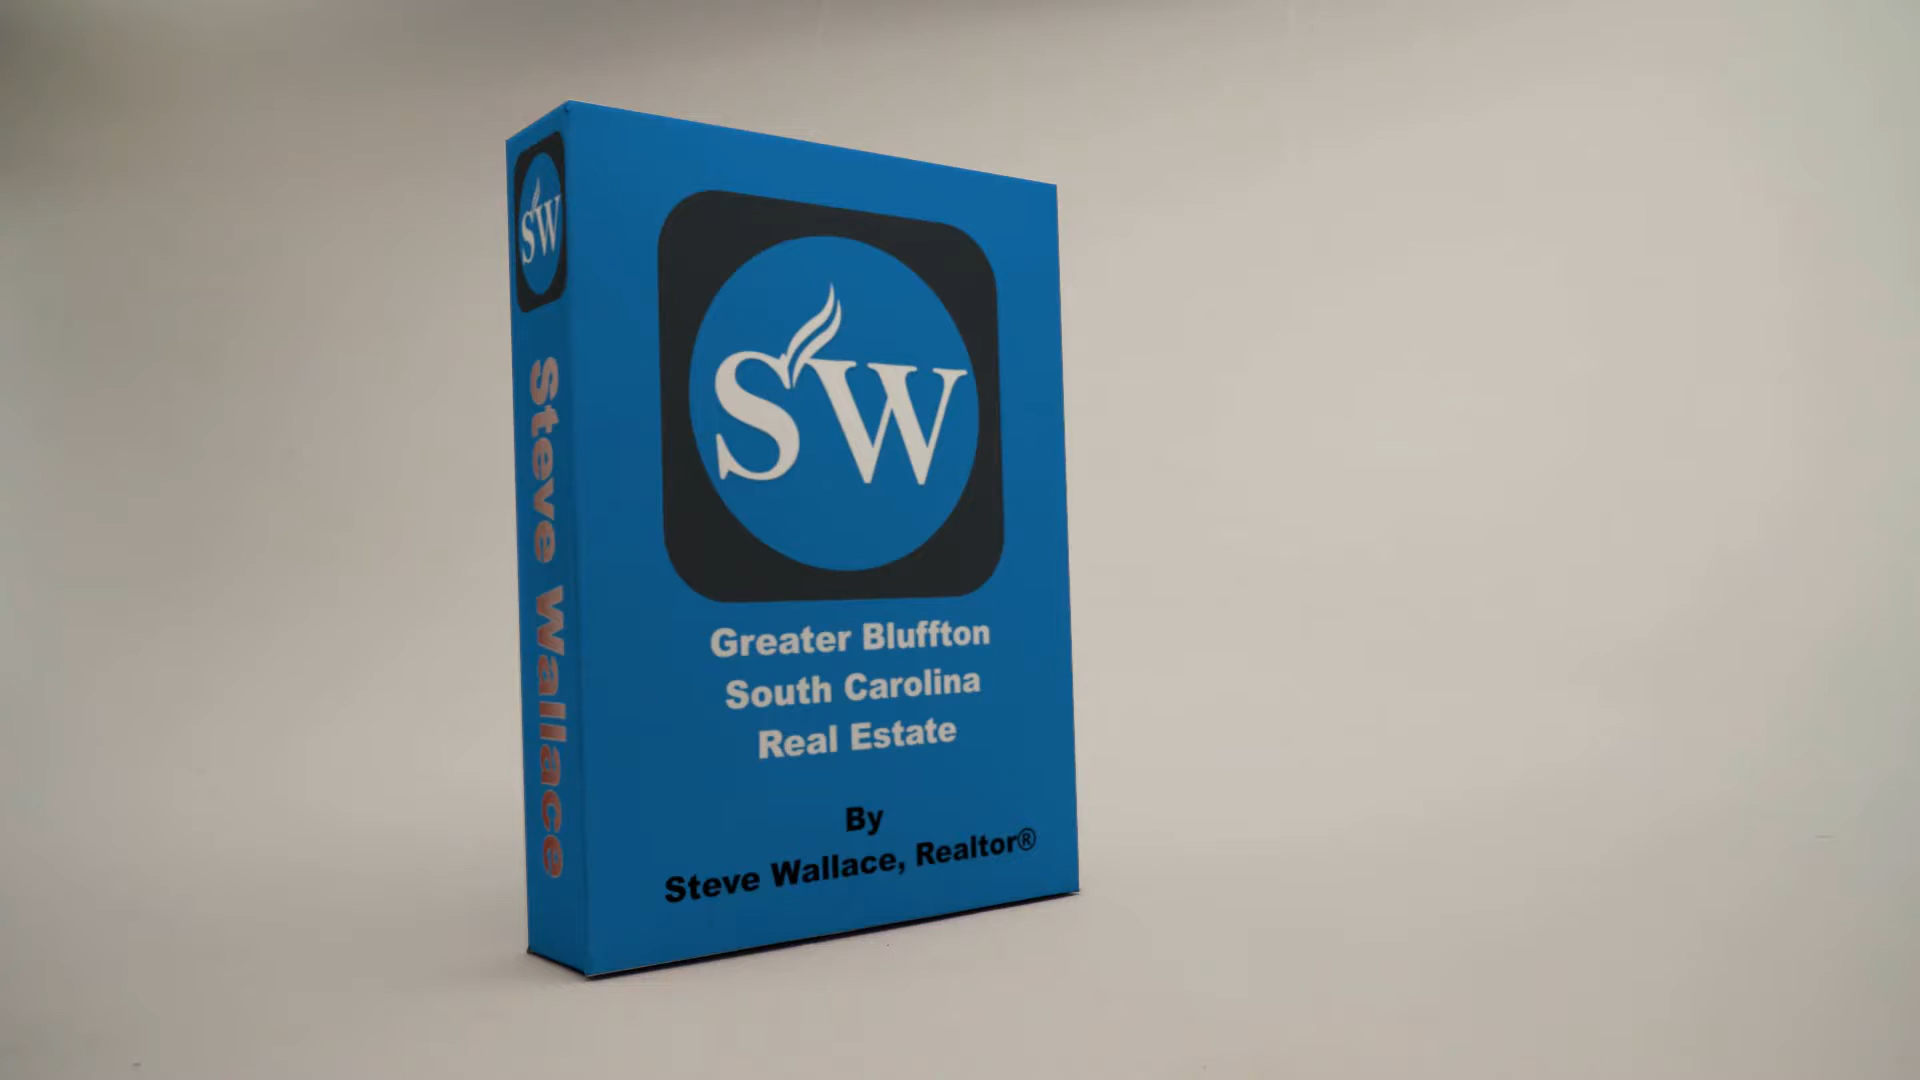 SW
Steve Wallace
SW
Greater Bluffton
South Carolina
Real Estate
By
Steve Wallace, Realtor®